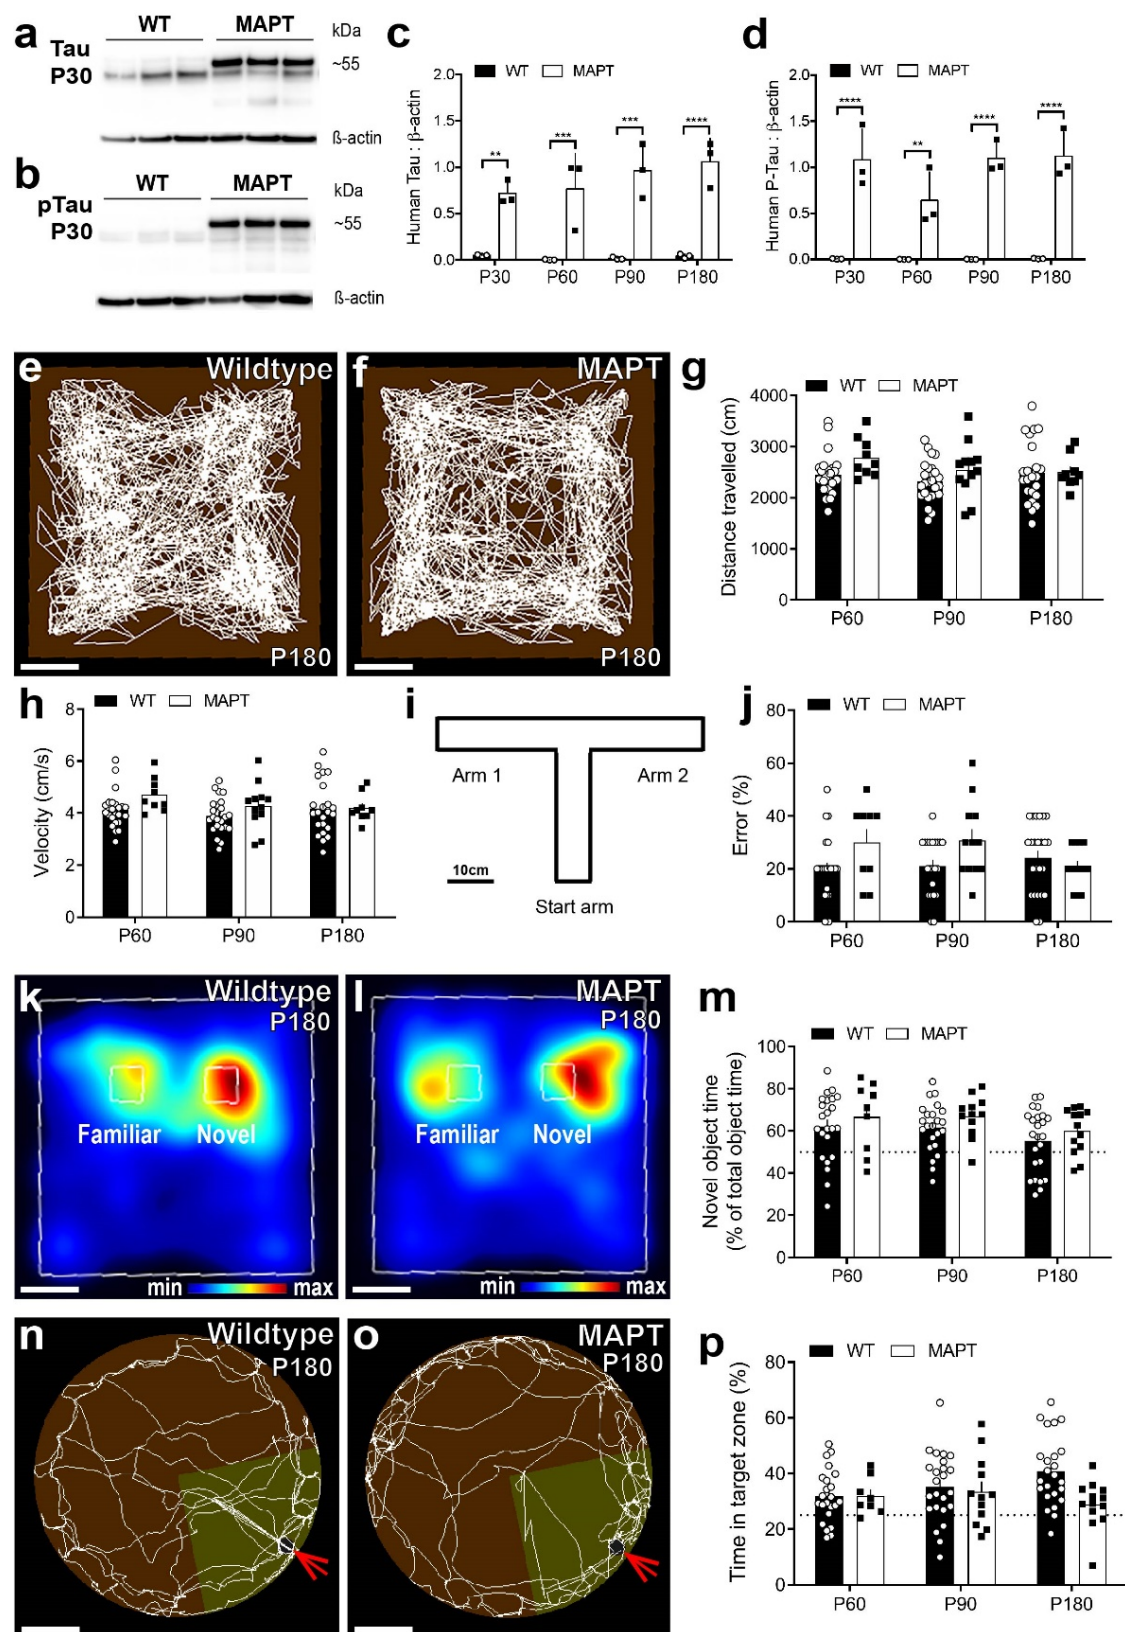 a
WT MAPT kDa
Tau
P30
~55
ß-actin
b
WT MAPT kDa
pTau
P30
~55
ß-actin
c
WT MAPT
Human Tau : β-actin
2.0
1.5
1.0
0.5
0.0
** *** *** ****
P30 P60 P90 P180
d
WT MAPT
Human P-Tau : β-actin
2.0
1.5
1.0
0.5
0.0
**** ** **** ****
P30 P60 P90 P180
e
Wildtype
P180
f
MAPT
P180
g
WT MAPT
Distance travelled (cm)
4000
3000
2000
1000
0
P60 P90 P180
h
WT MAPT
Velocity (cm/s)
8
6
4
2
0
P60 P90 P180
i
Arm 1 Arm 2
10cm
Start arm
j
WT MAPT
Error (%)
80
60
40
20
0
P60 P90 P180
k
Wildtype
P180
Familiar Novel
min max
l
MAPT
P180
Familiar Novel
min max
m
WT MAPT
Novel object time
(% of total object time)
100
80
60
40
20
0
P60 P90 P180
n
Wildtype
P180
o
MAPT
P180
p
WT MAPT
Time in target zone (%)
80
60
40
20
0
P60 P90 P180